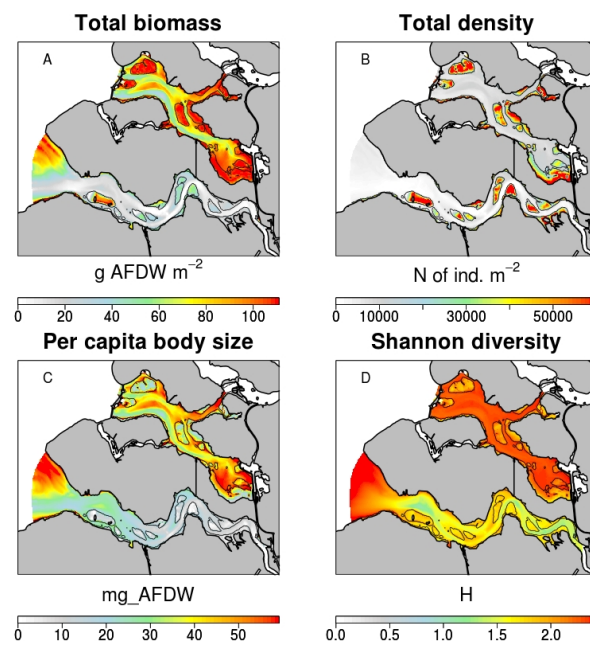 Total biomass
Total density
A
B
g AFDW m⁻²
N of ind. m⁻²
0 20 40 60 80 100
0 10000 30000 50000
Per capita body size
Shannon diversity
C
D
mg_AFDW
H
0 10 20 30 40 50
0.0 0.5 1.0 1.5 2.0